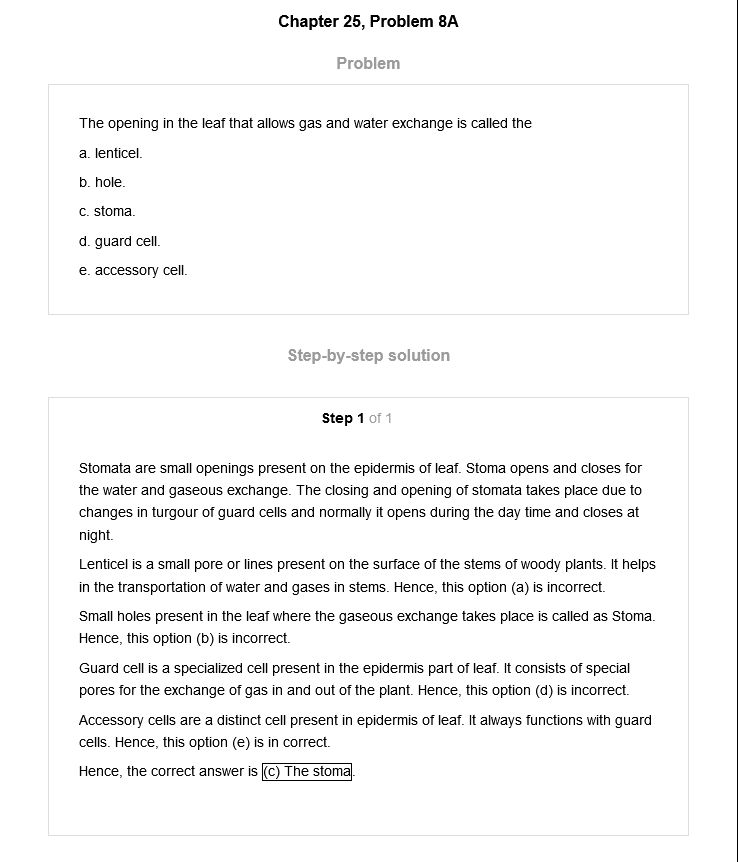 Chapter 25, Problem 8A
Problem
The opening in the leaf that allows gas and water exchange is called the
a. lenticel.
b. hole.
c. stoma.
d. guard cell.
e. accessory cell.
Step-by-step solution
Step 1 of 1
Stomata are small openings present on the epidermis of leaf. Stoma opens and closes for
the water and gaseous exchange. The closing and opening of stomata takes place due to
changes in turgour of guard cells and normally it opens during the day time and closes at
night.
Lenticel is a small pore or lines present on the surface of the stems of woody plants. It helps
in the transportation of water and gases in stems. Hence, this option (a) is incorrect.
Small holes present in the leaf where the gaseous exchange takes place is called as Stoma.
Hence, this option (b) is incorrect.
Guard cell is a specialized cell present in the epidermis part of leaf. It consists of special
pores for the exchange of gas in and out of the plant. Hence, this option (d) is incorrect.
Accessory cells are a distinct cell present in epidermis of leaf. It always functions with guard
cells. Hence, this option (e) is in correct.
Hence, the correct answer is (c) The stoma.